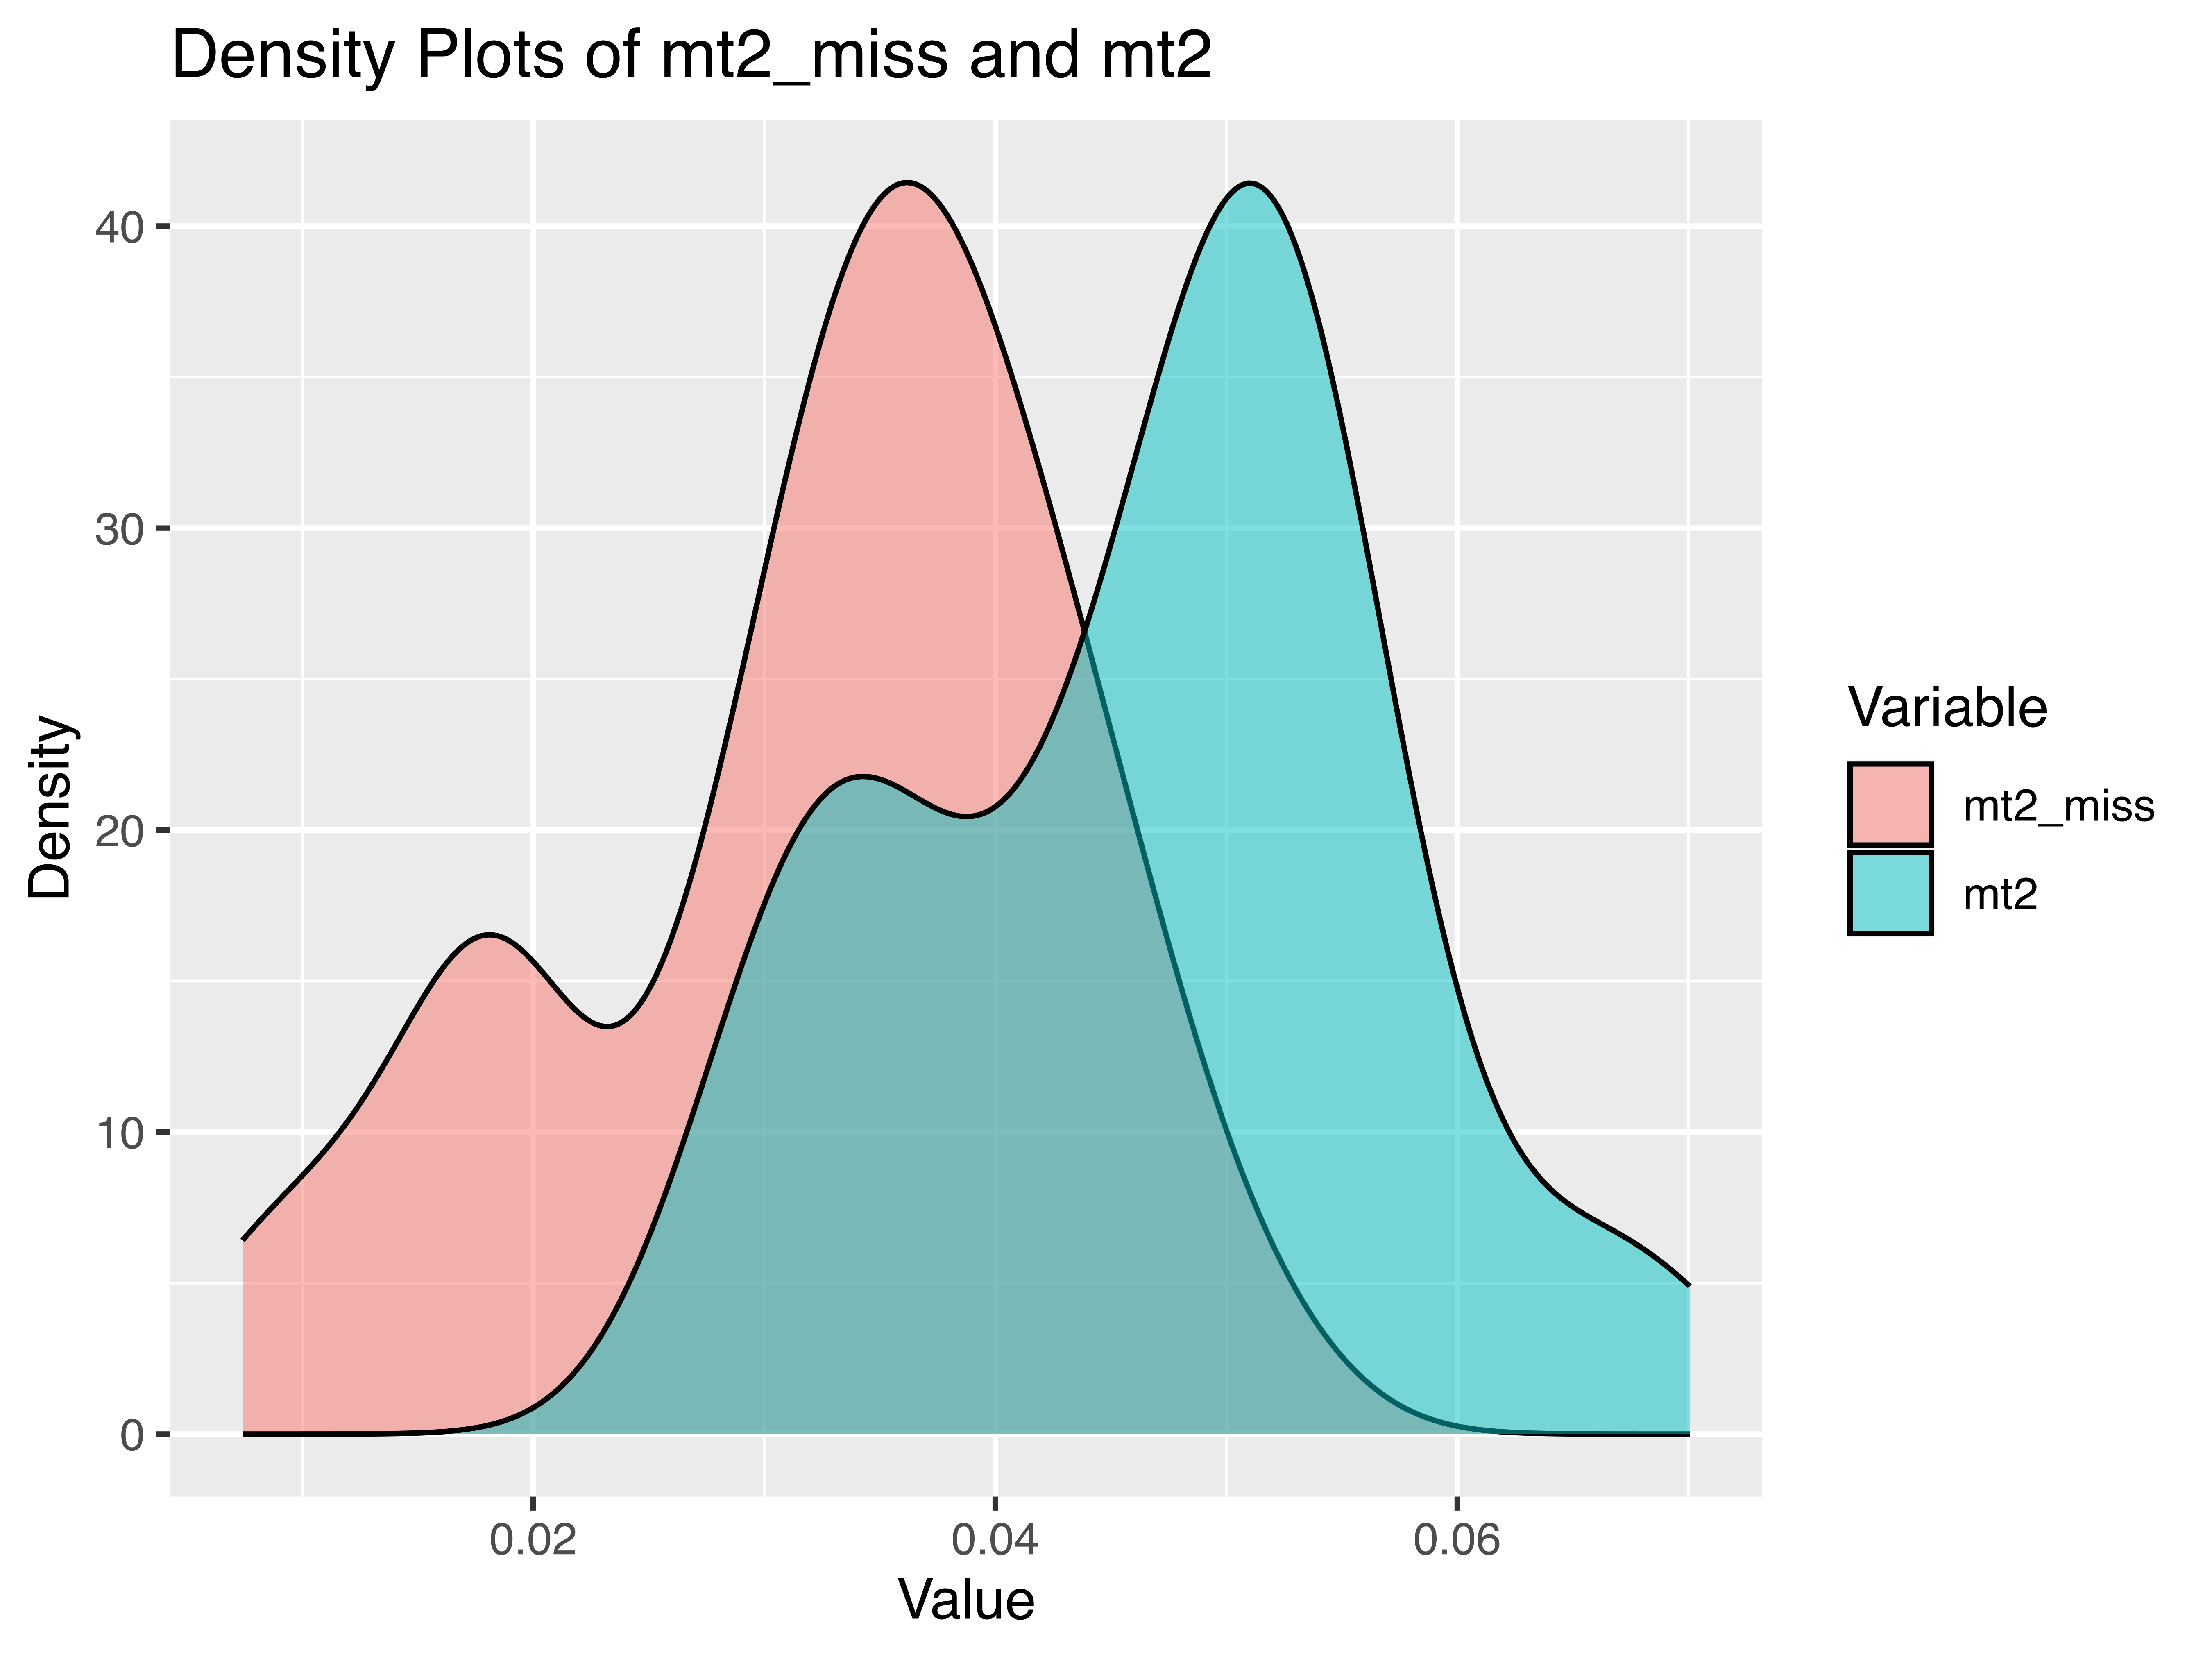 Density Plots of mt2_miss and mt2
40
30
20
10
0
Density
0.02
0.04
0.06
Value
Variable
mt2_miss
mt2